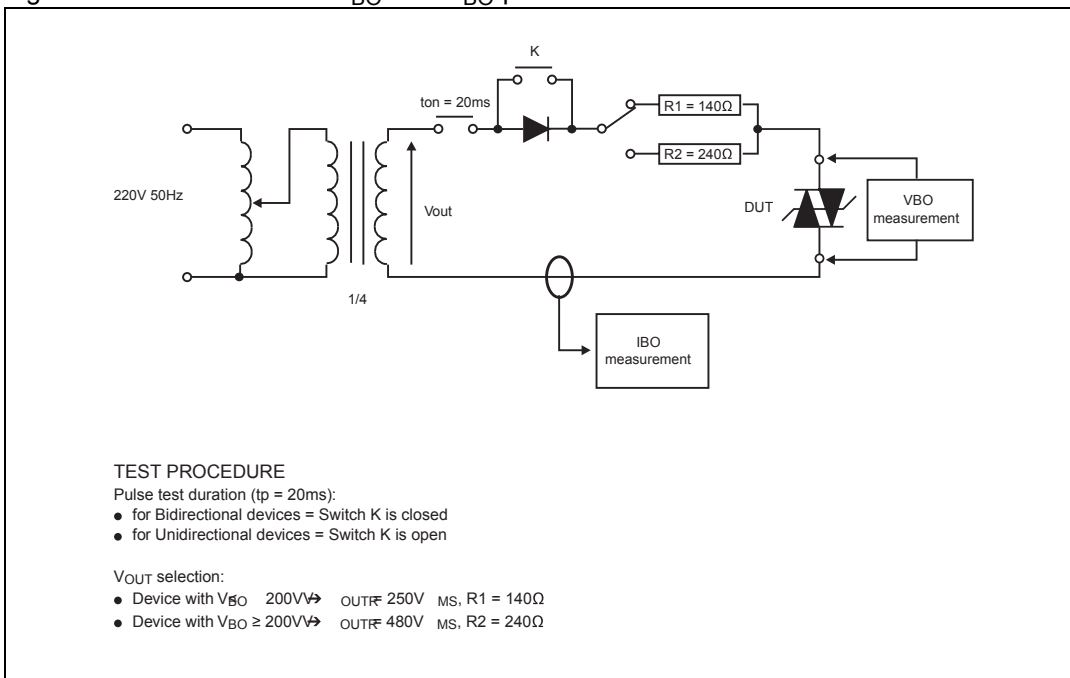 BO BO
K
ton = 20ms
R1 = 140Ω
R2 = 240Ω
220V 50Hz
Vout
DUT
VBO
measurement
1/4
IBO
measurement
TEST PROCEDURE
Pulse test duration (tp = 20ms):
● for Bidirectional devices = Switch K is closed
● for Unidirectional devices = Switch K is open
VOUT selection:
● Device with VBO 200V OUT = 250V MS, R1 = 140Ω
● Device with VBO ≥ 200V OUT = 480V MS, R2 = 240Ω